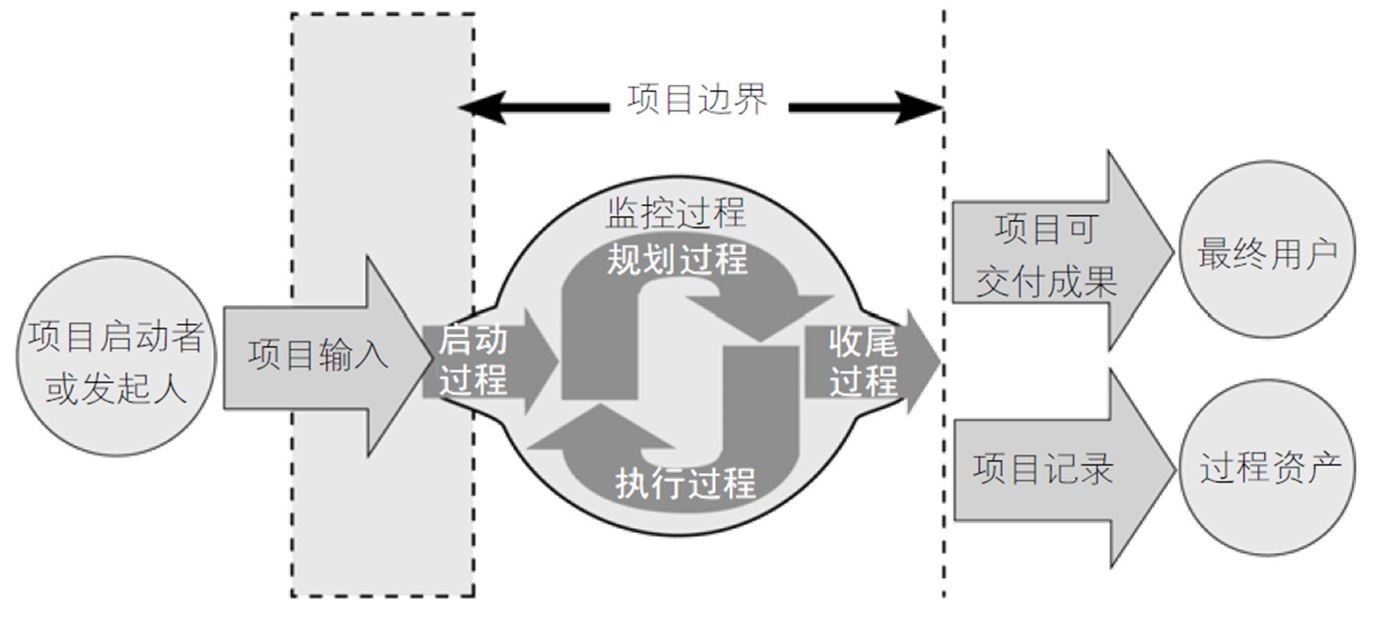 项目边界
监控过程
规划过程
项目启动者
或发起人
项目输入
启动
过程
收尾
过程
执行过程
项目可
交付成果
最终用户
项目记录
过程资产